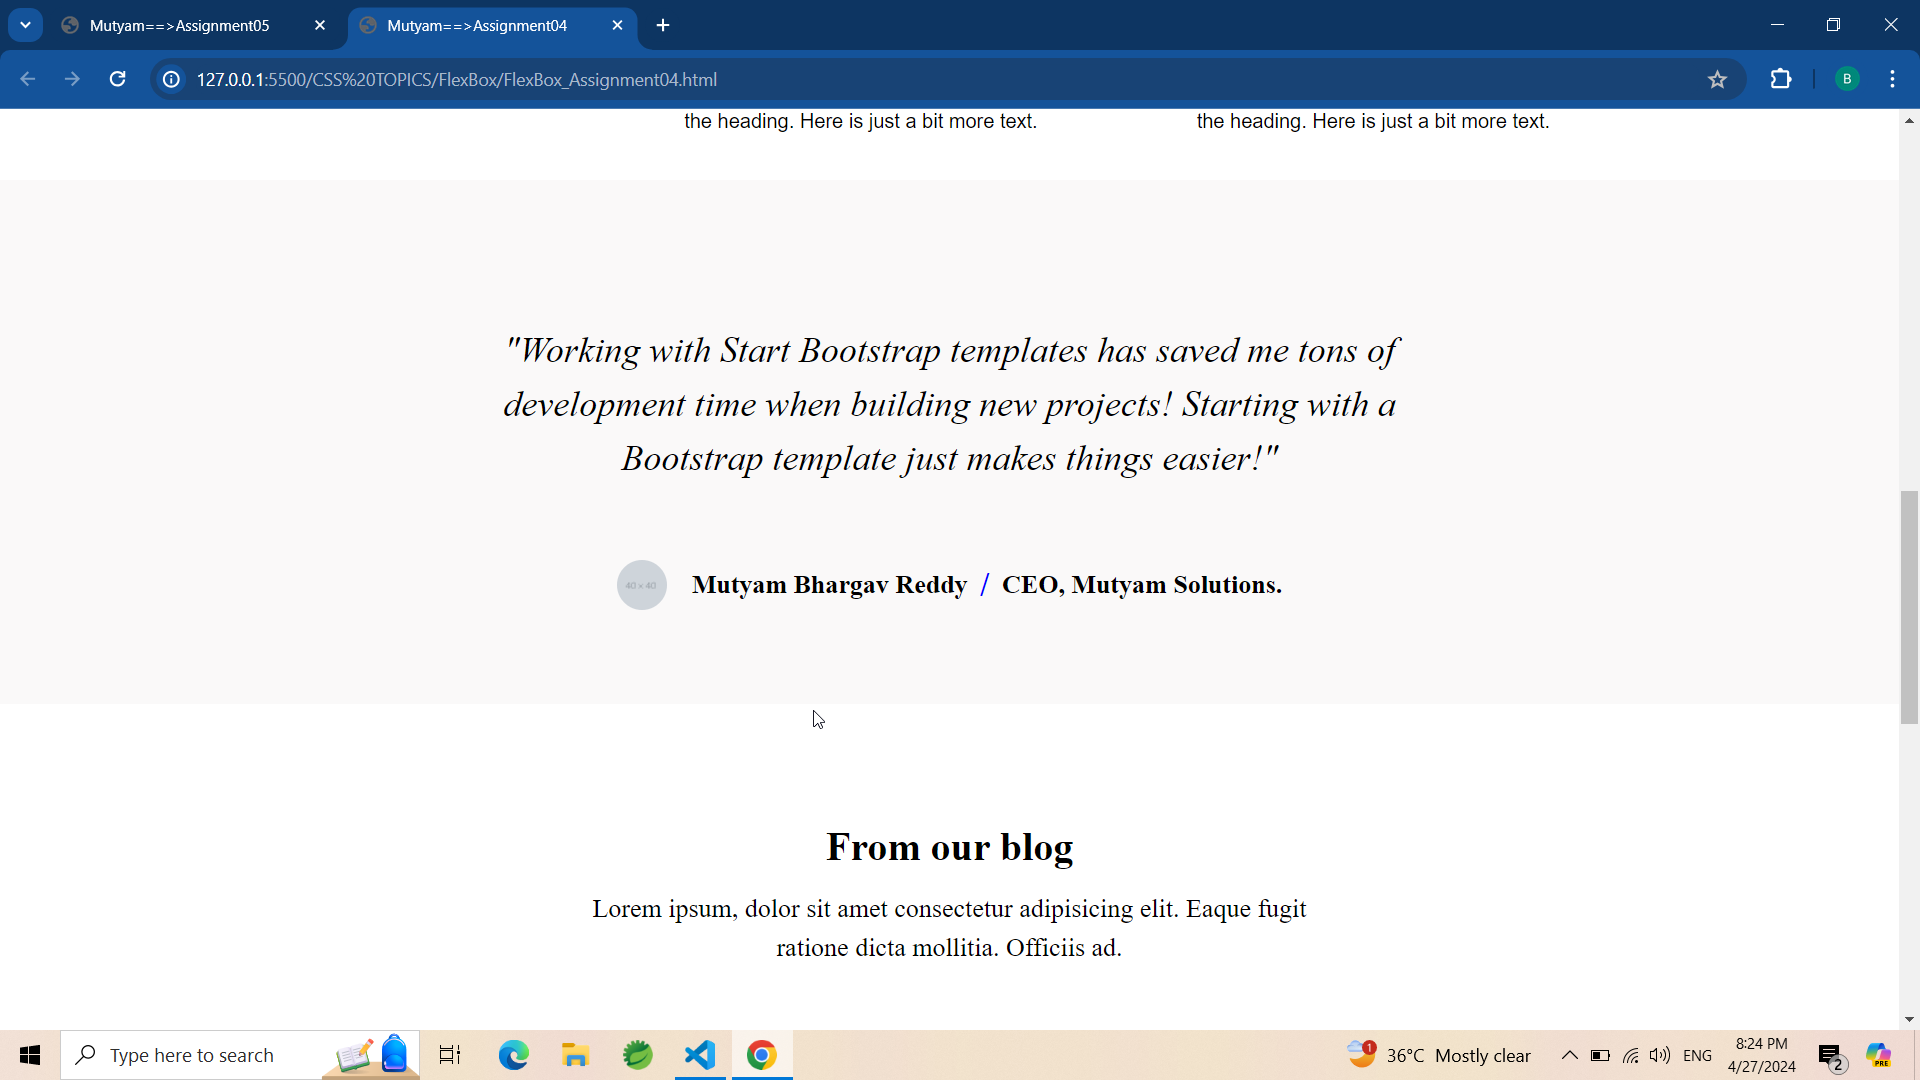 Mutyam==>Assignment05
Mutyam==>Assignment04
127.0.0.1:5500/CSS%20TOPICS/FlexBox/FlexBox_Assignment04.html
B
the heading. Here is just a bit more text.
the heading. Here is just a bit more text.
"Working with Start Bootstrap templates has saved me tons of
development time when building new projects! Starting with a
Bootstrap template just makes things easier!"
40 × 40
Mutyam Bhargav Reddy / CEO, Mutyam Solutions.
From our blog
Lorem ipsum, dolor sit amet consectetur adipisicing elit. Eaque fugit
ratione dicta mollitia. Officiis ad.
Type here to search
1
36°C Mostly clear
ENG
8:24 PM
4/27/2024
2
PRE